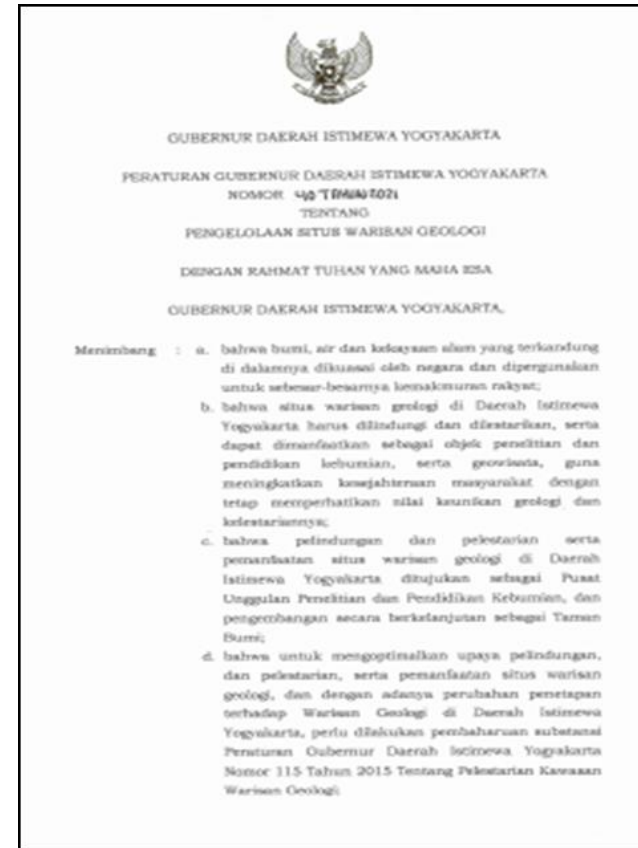 GUBERNUR DAERAH ISTIMEWA YOGYAKARTA
PERATURAN GUBERNUR DAERAH ISTIMEWA YOGYAKARTA
NOMOR 40 TAHUN 2021
TENTANG
PENGELOLAAN SITUS WARISAN GEOLOGI
DENGAN RAHMAT TUHAN YANG MAHA ESA
GUBERNUR DAERAH ISTIMEWA YOGYAKARTA,
Menimbang : a. bahwa bumi, air dan kekayaan alam yang terkandung
di dalamnya dikuasai oleh negara dan dipergunakan
untuk sebesar-besarnya kemakmuran rakyat;
b. bahwa situs warisan geologi di Daerah Istimewa
Yogyakarta harus dilindungi dan dilestarikan, serta
dapat dimanfaatkan sebagai objek penelitian dan
pendidikan kebumian, serta geowisata, guna
meningkatkan kesejahteraan masyarakat dengan
tetap memperhatikan nilai keunikan geologi dan
kelestariannya;
c. bahwa pelindungan dan pelestarian serta
pemanfaatan situs warisan geologi di Daerah
Istimewa Yogyakarta ditujukan sebagai Pusat
Unggulan Penelitian dan Pendidikan Kebumian, dan
pengembangan secara berkelanjutan sebagai Taman
Bumi;
d. bahwa untuk mengoptimalkan upaya pelindungan,
dan pelestarian, serta pemanfaatan situs warisan
geologi, dan dengan adanya perubahan penetapan
terhadap Warisan Geologi di Daerah Istimewa
Yogyakarta, perlu dilakukan pembaharuan substansi
Peraturan Gubernur Daerah Istimewa Yogyakarta
Nomor 115 Tahun 2015 Tentang Pelestarian Kawasan
Warisan Geologi;